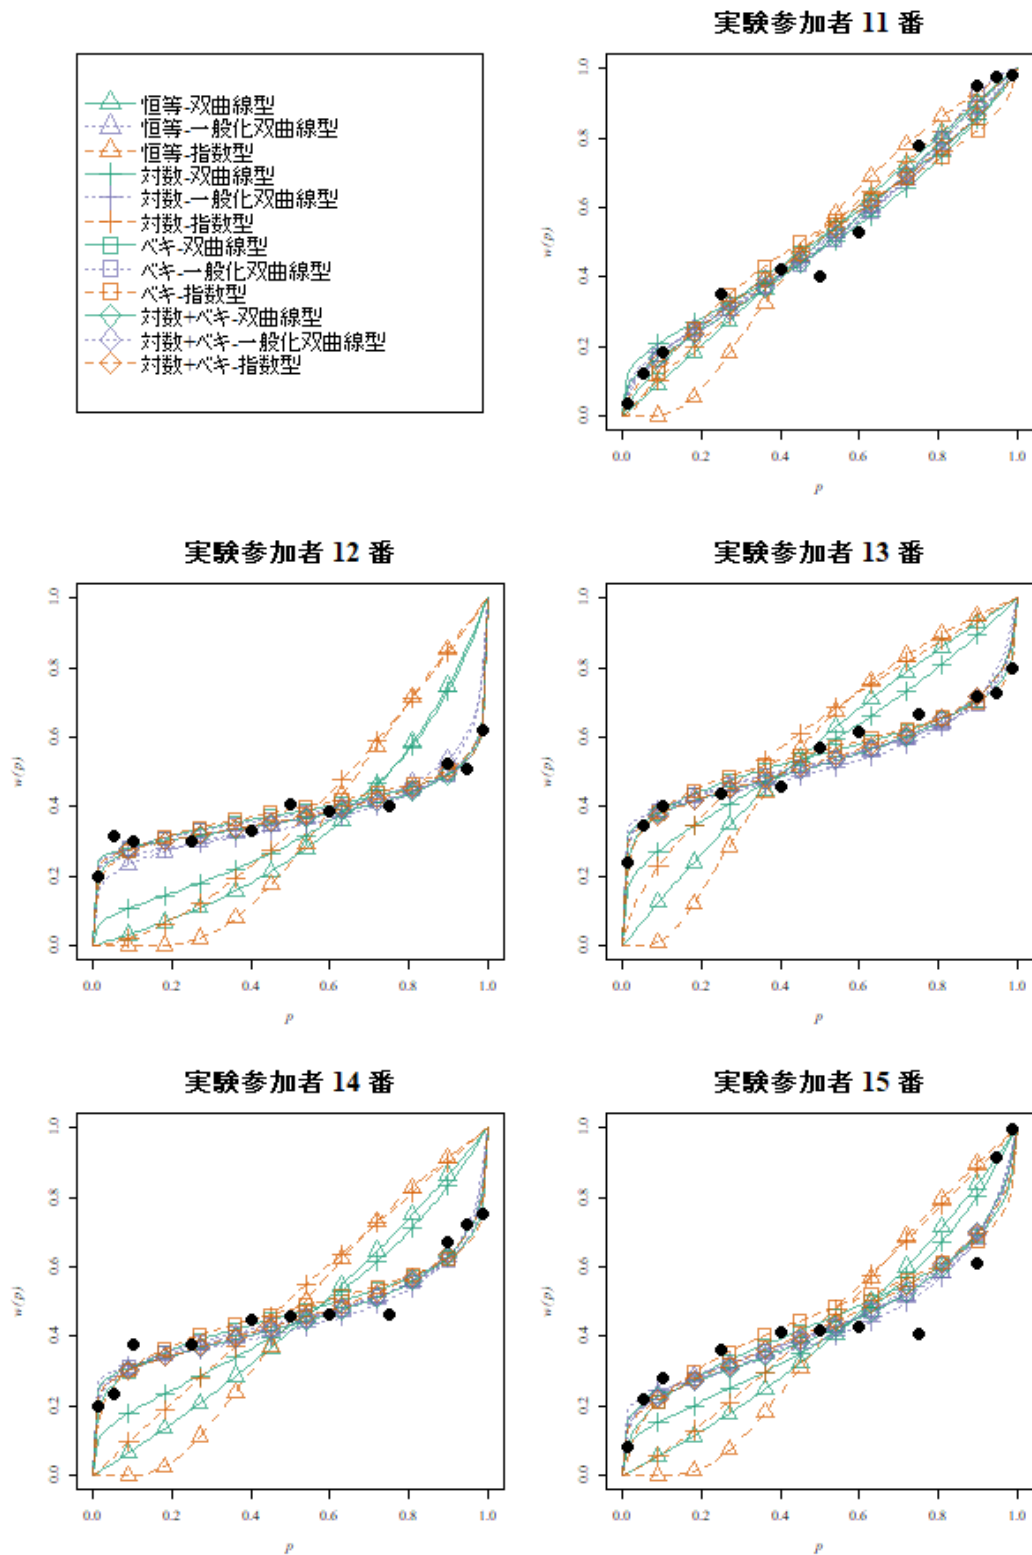 実験参加者 11 番
恒等-双曲線型
恒等-一般化双曲線型
恒等-指数型
対数-双曲線型
対数-一般化双曲線型
対数-指数型
ベキ-双曲線型
ベキ-一般化双曲線型
ベキ-指数型
対数+ベキ-双曲線型
対数+ベキ-一般化双曲線型
対数+ベキ-指数型
1.0
0.8
0.6
w(p)
0.4
0.2
0.0
0.0 0.2 0.4 0.6 0.8 1.0
p
実験参加者 12 番
1.0
0.8
0.6
w(p)
0.4
0.2
0.0
0.0 0.2 0.4 0.6 0.8 1.0
p
実験参加者 13 番
1.0
0.8
0.6
w(p)
0.4
0.2
0.0
0.0 0.2 0.4 0.6 0.8 1.0
p
実験参加者 14 番
1.0
0.8
0.6
w(p)
0.4
0.2
0.0
0.0 0.2 0.4 0.6 0.8 1.0
p
実験参加者 15 番
1.0
0.8
0.6
w(p)
0.4
0.2
0.0
0.0 0.2 0.4 0.6 0.8 1.0
p